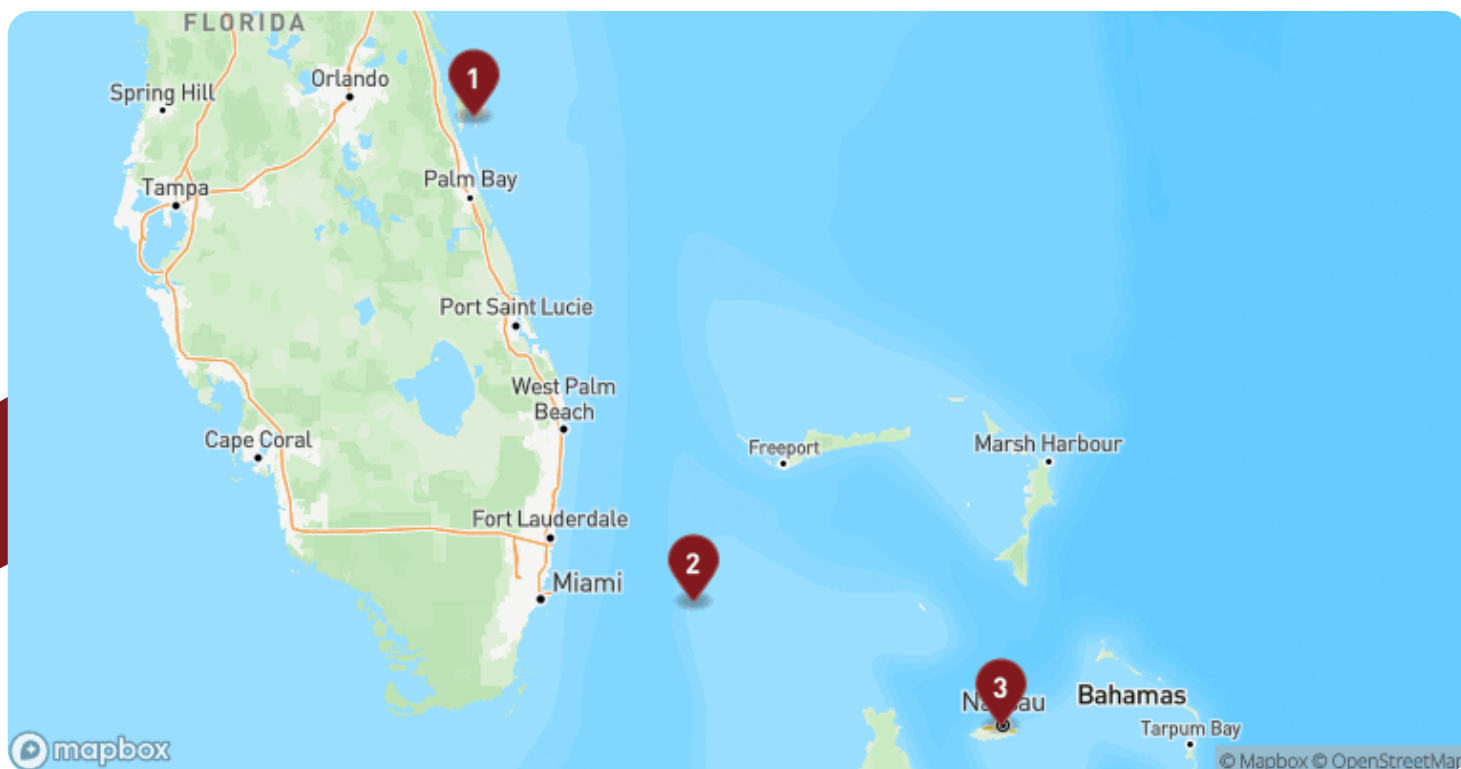 FLORIDA
Orlando
Spring Hill
1
Palm Bay
Tampa
Port Saint Lucie
West Palm
Beach
Cape Coral
Freeport
Marsh Harbour
Fort Lauderdale
2
Miami
3
Bahamas
Tarpum Bay
mapbox
© Mapbox © OpenStreetMap